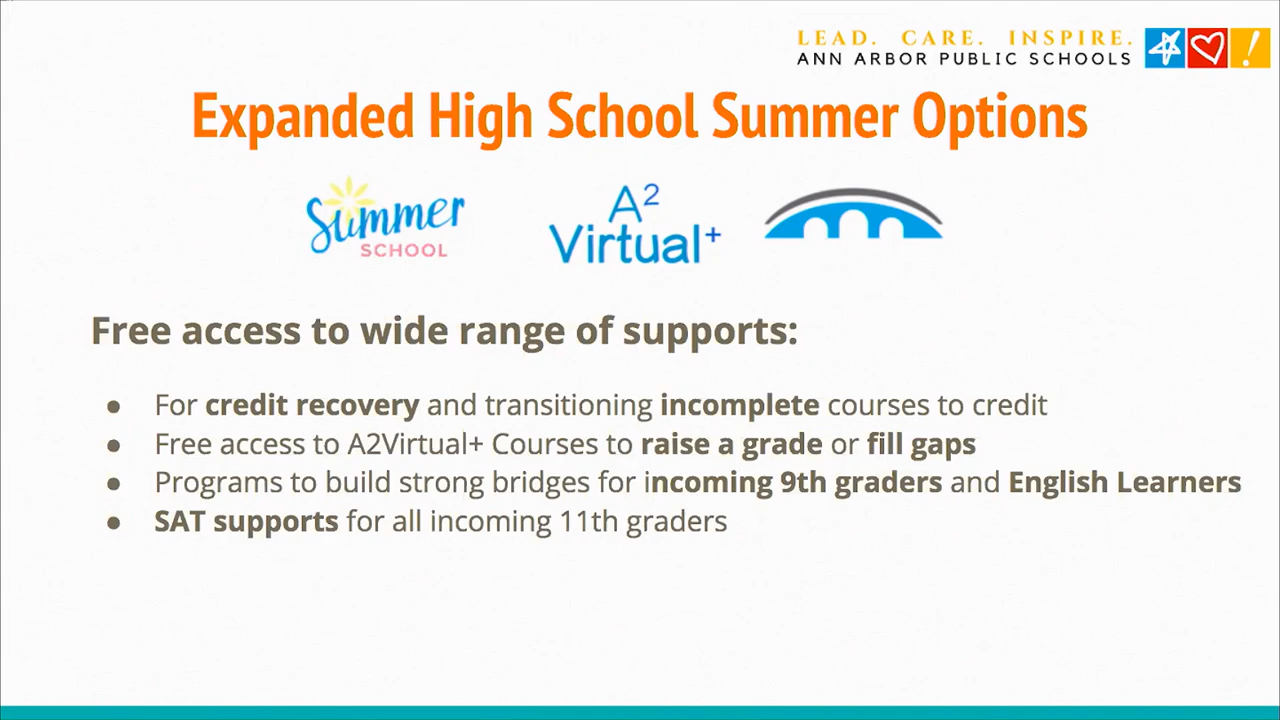 LEAD. CARE. INSPIRE.
ANN ARBOR PUBLIC SCHOOLS
Expanded High School Summer Options
Summer
SCHOOL
A²
Virtual+
Free access to wide range of supports:
● For credit recovery and transitioning incomplete courses to credit
● Free access to A2Virtual+ Courses to raise a grade or fill gaps
● Programs to build strong bridges for incoming 9th graders and English Learners
● SAT supports for all incoming 11th graders